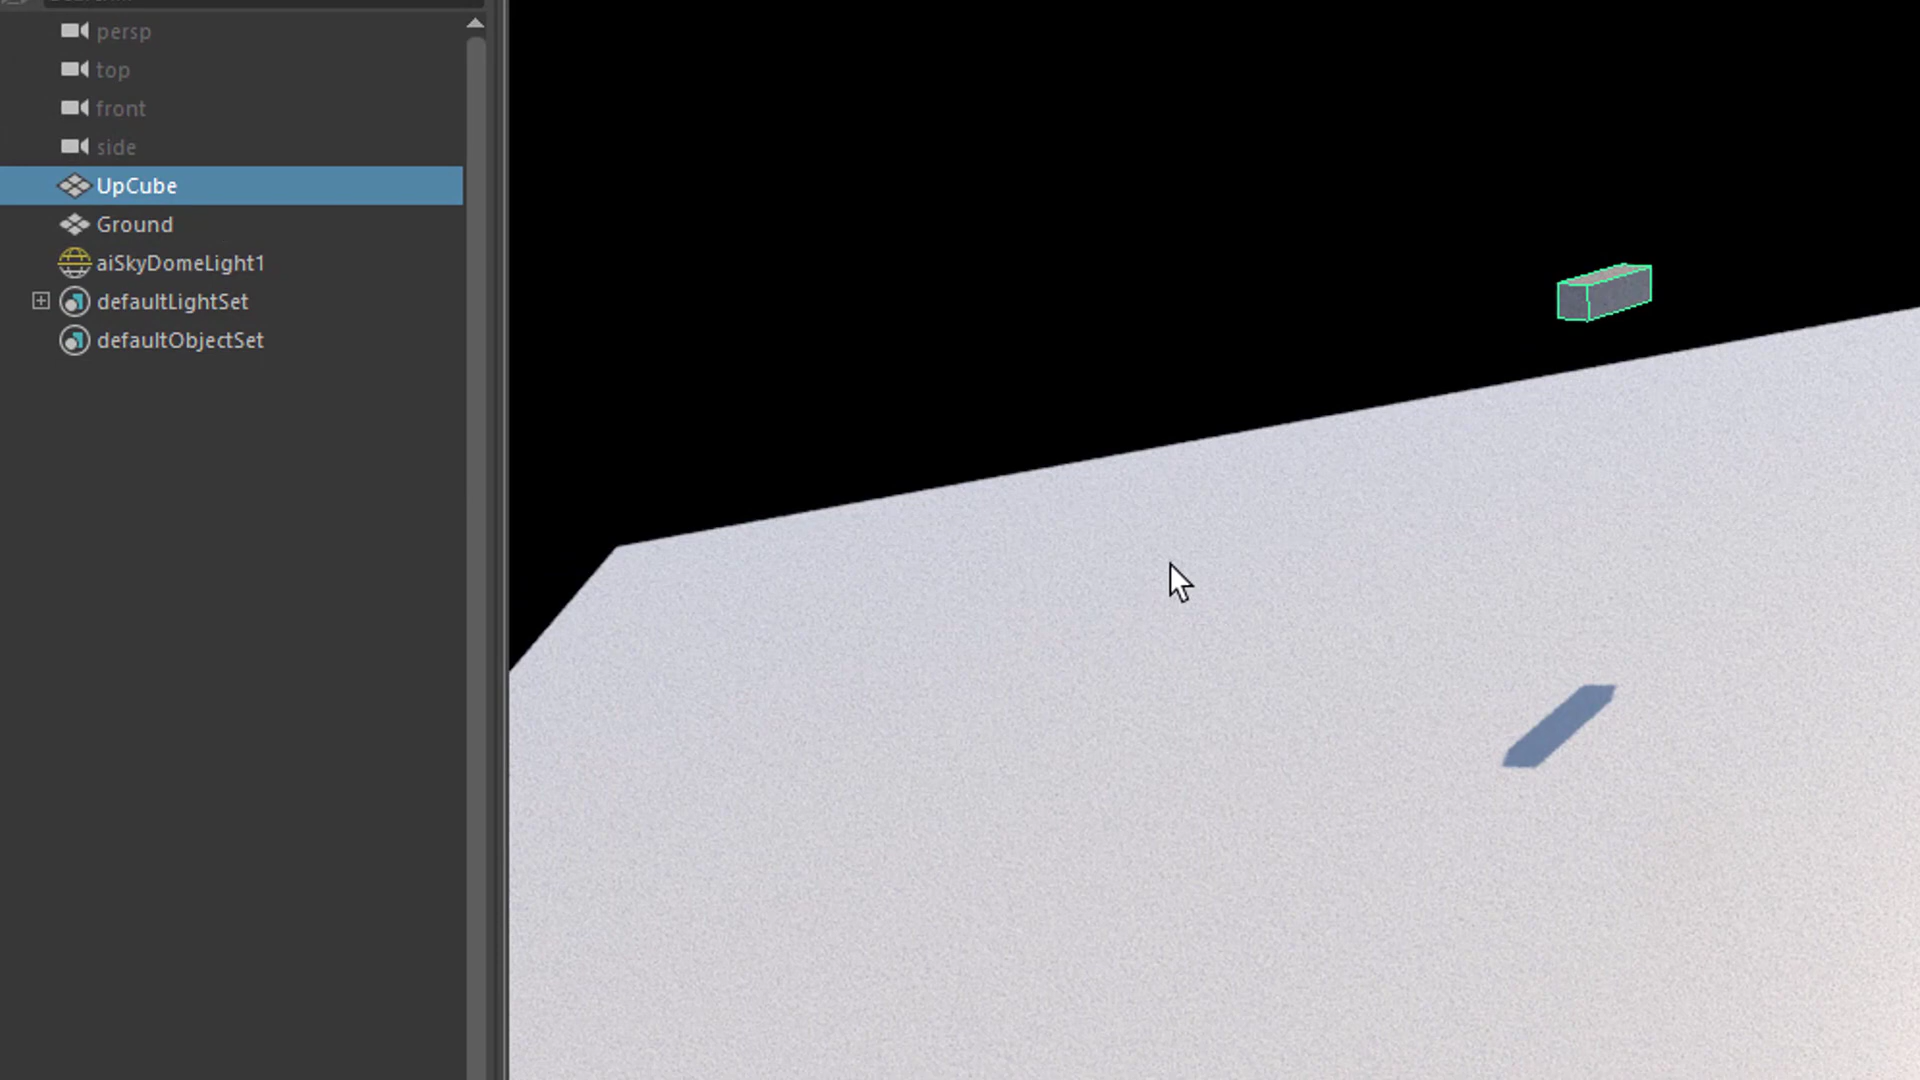 persp
top
front
side
UpCube
Ground
aiSkyDomeLight1
defaultLightSet
defaultObjectSet